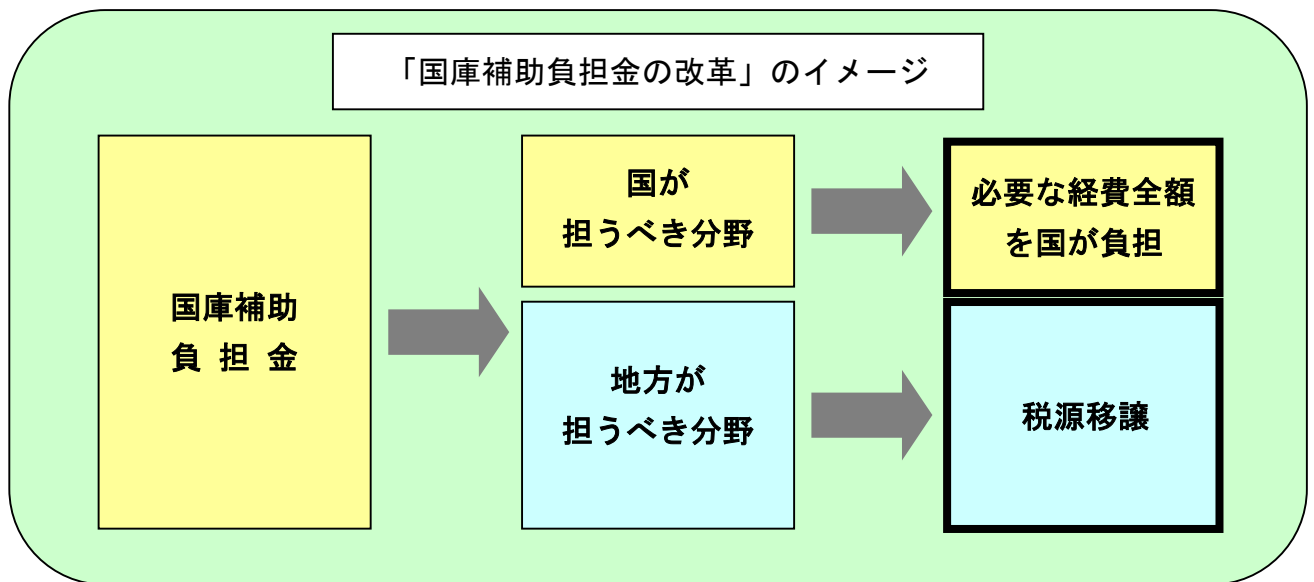 「国庫補助負担金の改革」のイメージ
国庫補助
負 担 金
国が
担うべき分野
地方が
担うべき分野
必要な経費全額
を国が負担
税源移譲